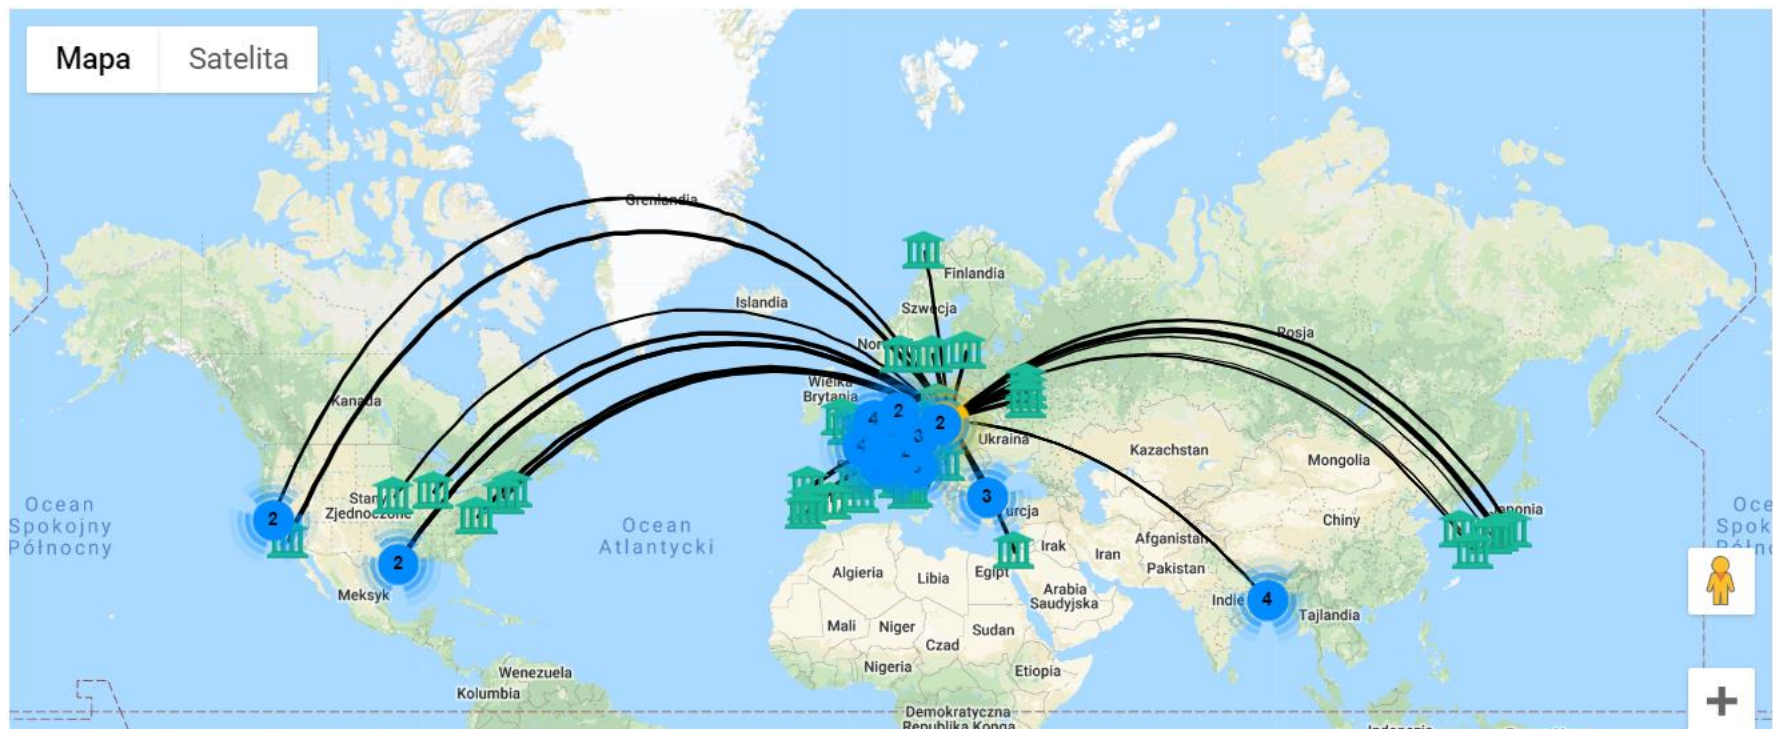 Mapa
Satelita
Grenlandia
Finlandia
Islandia
Szwecja
Rosja
Wielka
Brytania
Kanada
Ukraina
Kazachstan
Mongolia
Ocean
Spokojny
Północny
Stany
Zjednoczone
Ocean
Atlantycki
Chiny
Japonia
Irak
Iran
Afganistan
Pakistan
Algieria
Libia
Egipt
Arabia
Saudyjska
Meksyk
Indie
Tajlandia
Mali
Niger
Czad
Sudan
Nigeria
Etiopia
Wenezuela
Kolumbia
Demokratyczna
Republika Konga
2
2
4
2
2
3
4
3
4